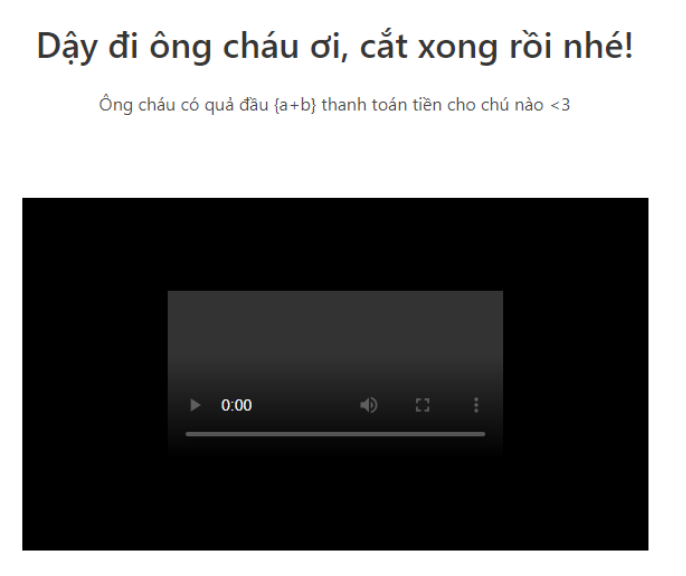 Dậy đi ông cháu ơi, cắt xong rồi nhé!
Ông cháu có quả đầu {a+b} thanh toán tiền cho chú nào <3
0:00